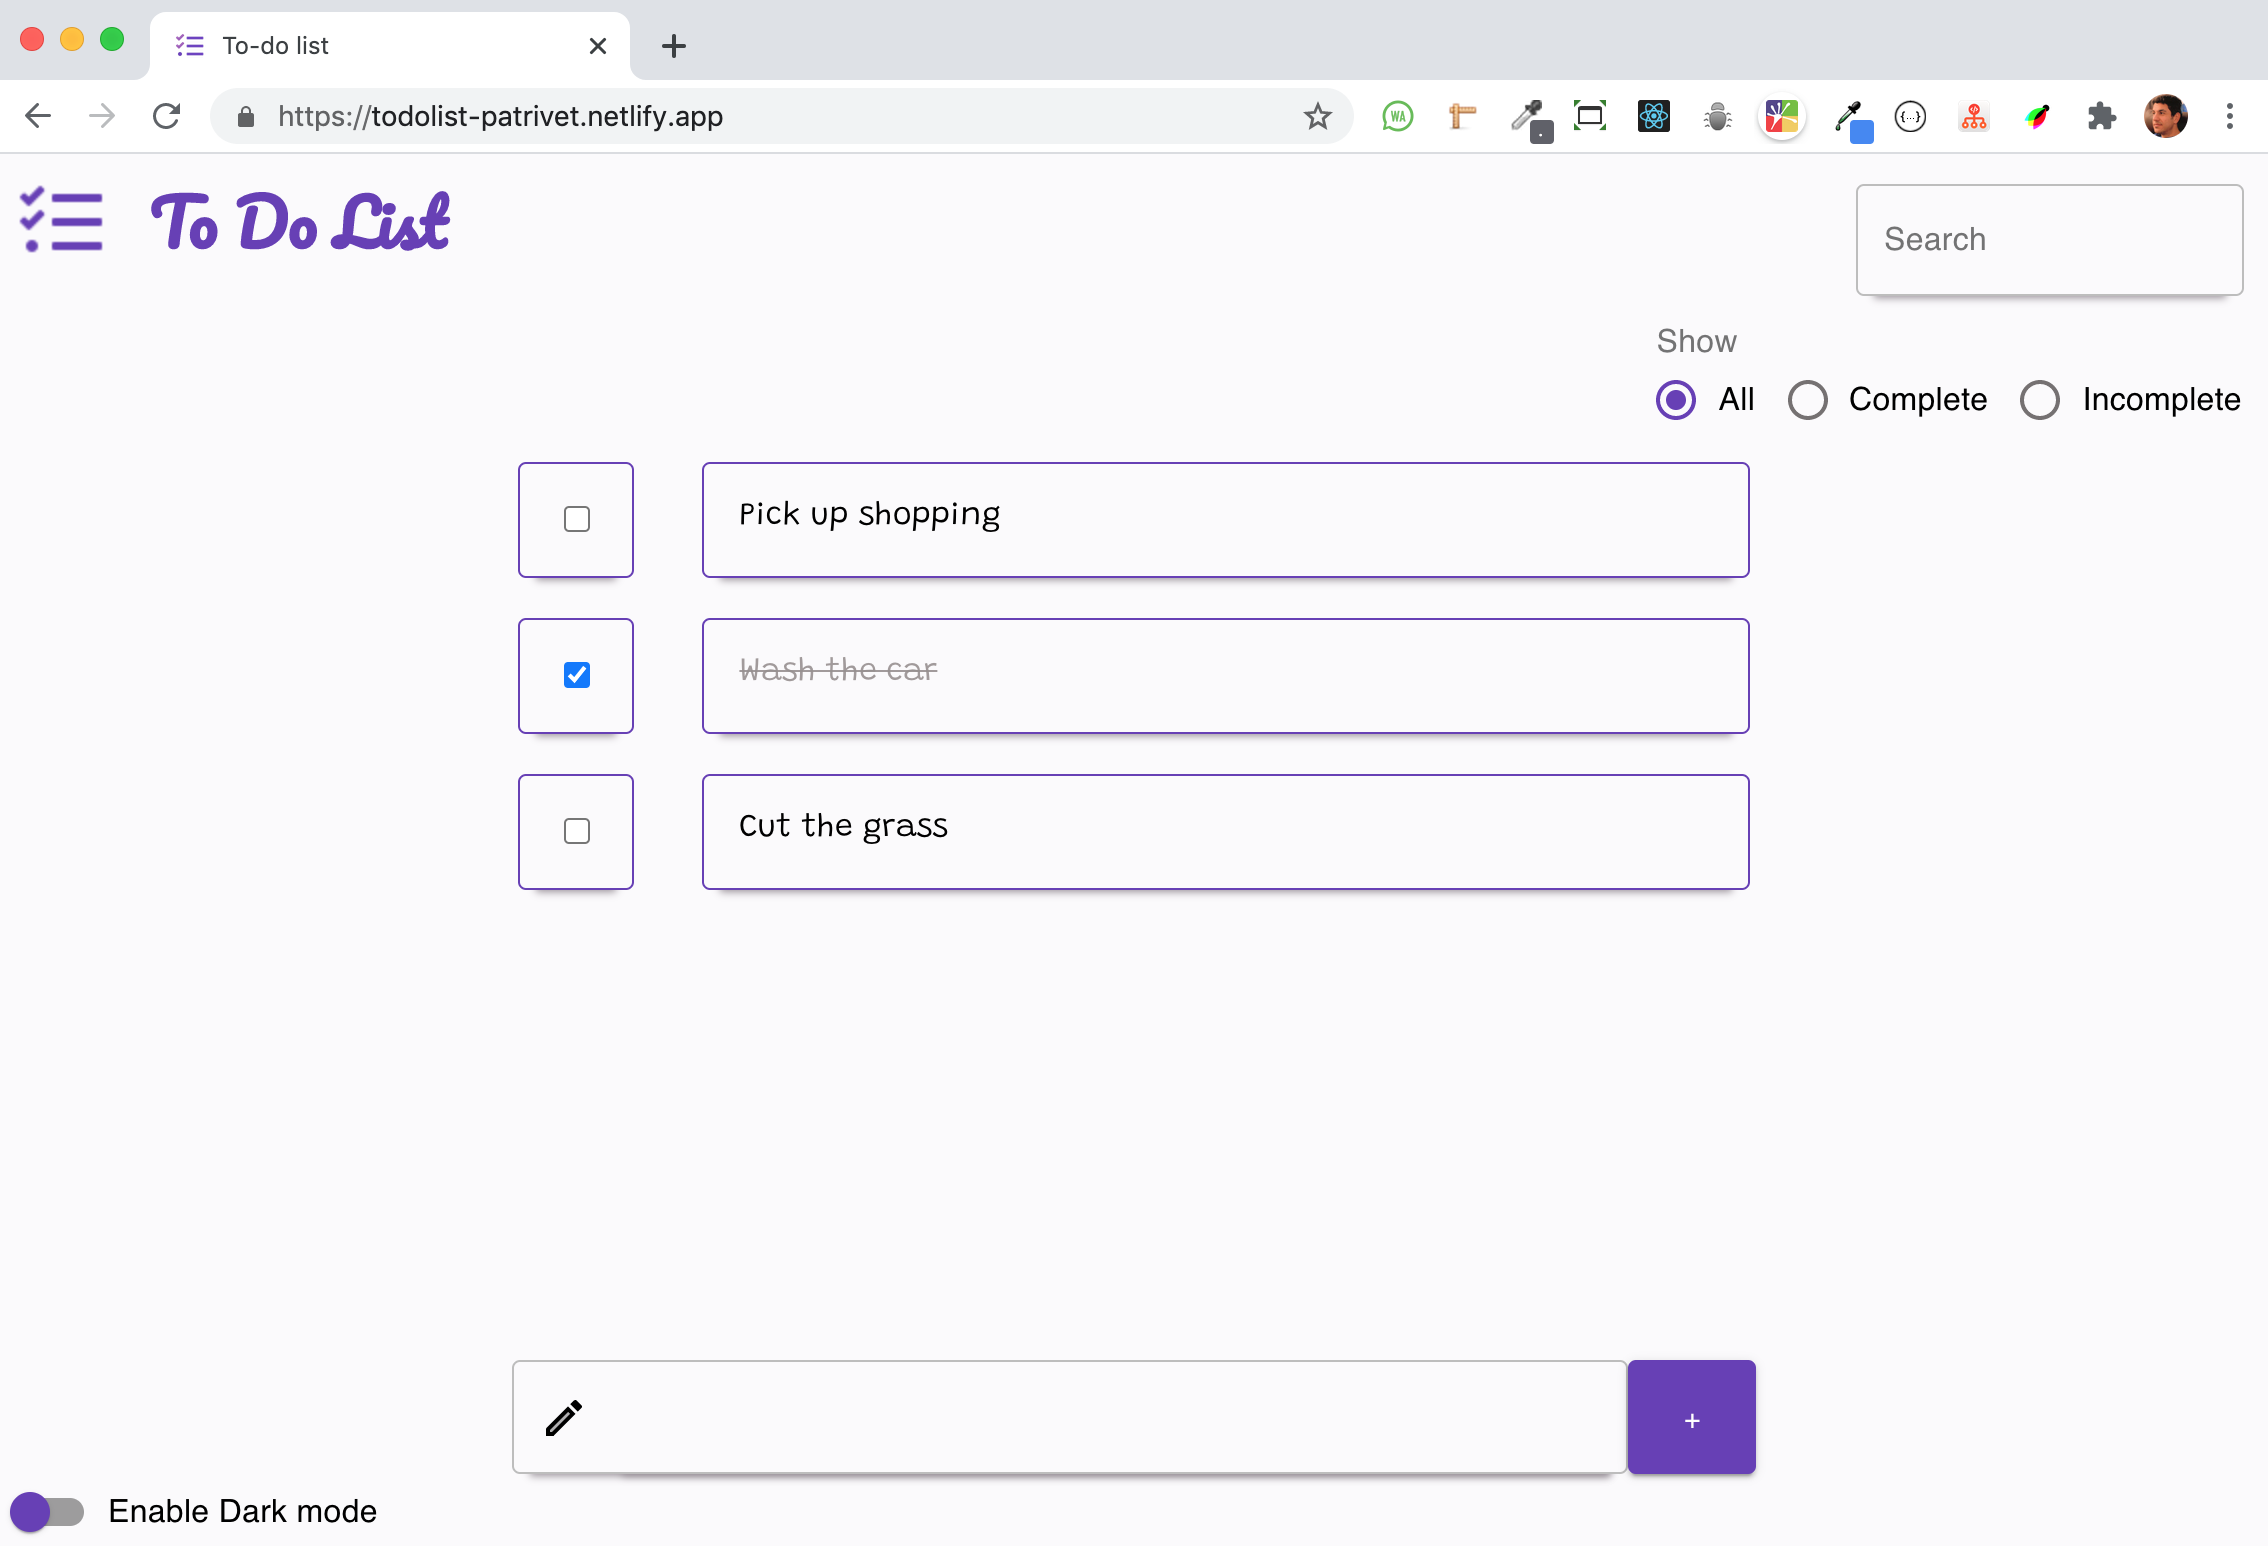 To-do list
https://todolist-patrivet.netlify.app
WA
{...}
To Do List
Search
Show
All Complete Incomplete
Pick up shopping
Wash the car
Cut the grass
+
Enable Dark mode